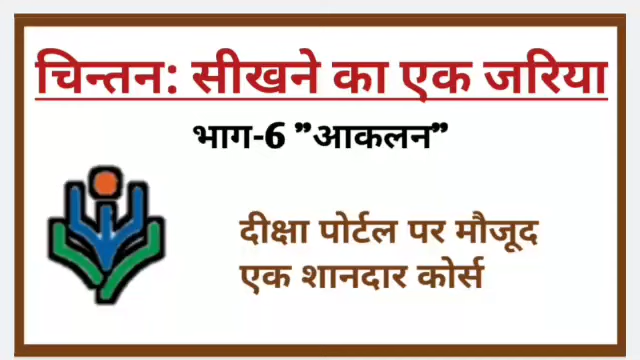 चिन्तन: सीखने का एक जरिया
भाग-6 ”आकलन”
दीक्षा पोर्टल पर मौजूद
एक शानदार कोर्स